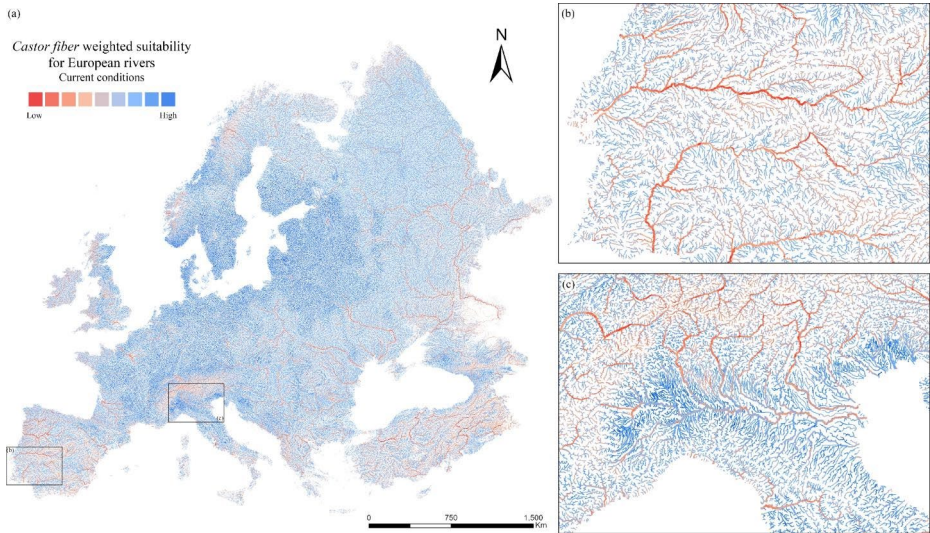 (a)
Castor fiber weighted suitability
for European rivers
Current conditions
Low
High
N
(b)
(c)
0
750
1,500
Km
(b)
(c)